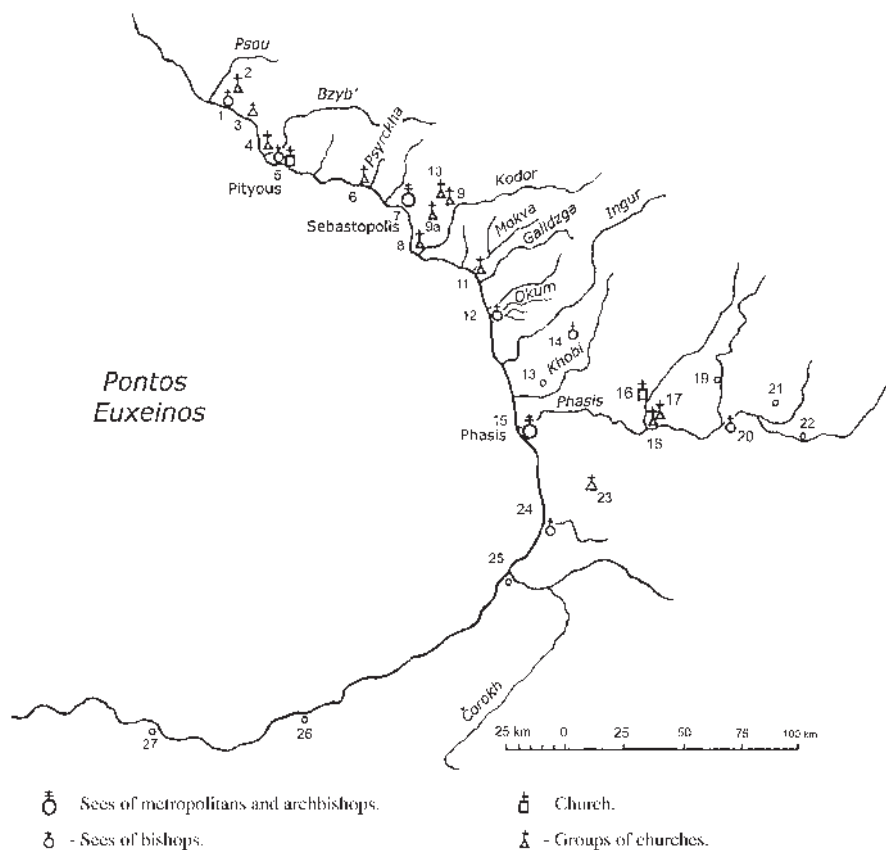 Psou
2
Bzyb'
1
3
Psyrckha
4
5
Pityous
6
10
9
Kodor
7
Sebastopolis
9a
8
Mokva
Galidzga
Ingur
11
Okum
12
14
13
Khobi
Pontos
Euxeinos
16
17
19
21
Phasis
15
Phasis
18
20
22
23
24
25
Čorokh
26
27
25 km 0 25 50 75 100 km
Sees of metropolitans and archbishops.
Church.
- Sees of bishops.
- Groups of churches.